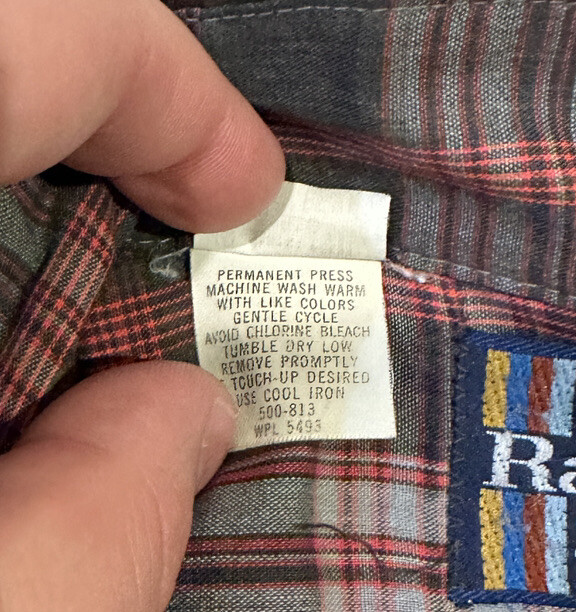 PERMANENT PRESS
MACHINE WASH WARM
WITH LIKE COLORS
GENTLE CYCLE
AVOID CHLORINE BLEACH
TUMBLE DRY LOW
REMOVE PROMPTLY
TOUCH-UP DESIRED
USE COOL IRON
500-813
WPL 5493
Ra